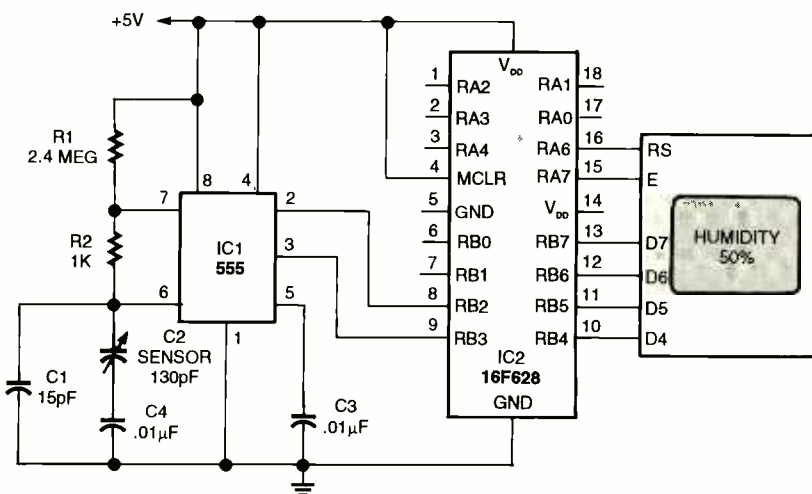 +5V
R1
2.4 MEG
R2
1K
C1
15pF
C2
SENSOR
130pF
C4
.01µF
C3
.01µF
8
4
7
2
3
6
5
1
IC1
555
V_DD
1 RA2
2 RA3
3 RA4
4 MCLR
5 GND
6 RB0
7 RB1
8 RB2
9 RB3
RA1 18
RA0 17
RA6 16
RA7 15
V_DD 14
RB7 13
RB6 12
RB5 11
RB4 10
IC2
16F628
GND
RS
E
D7
D6
D5
D4
HUMIDITY
50%